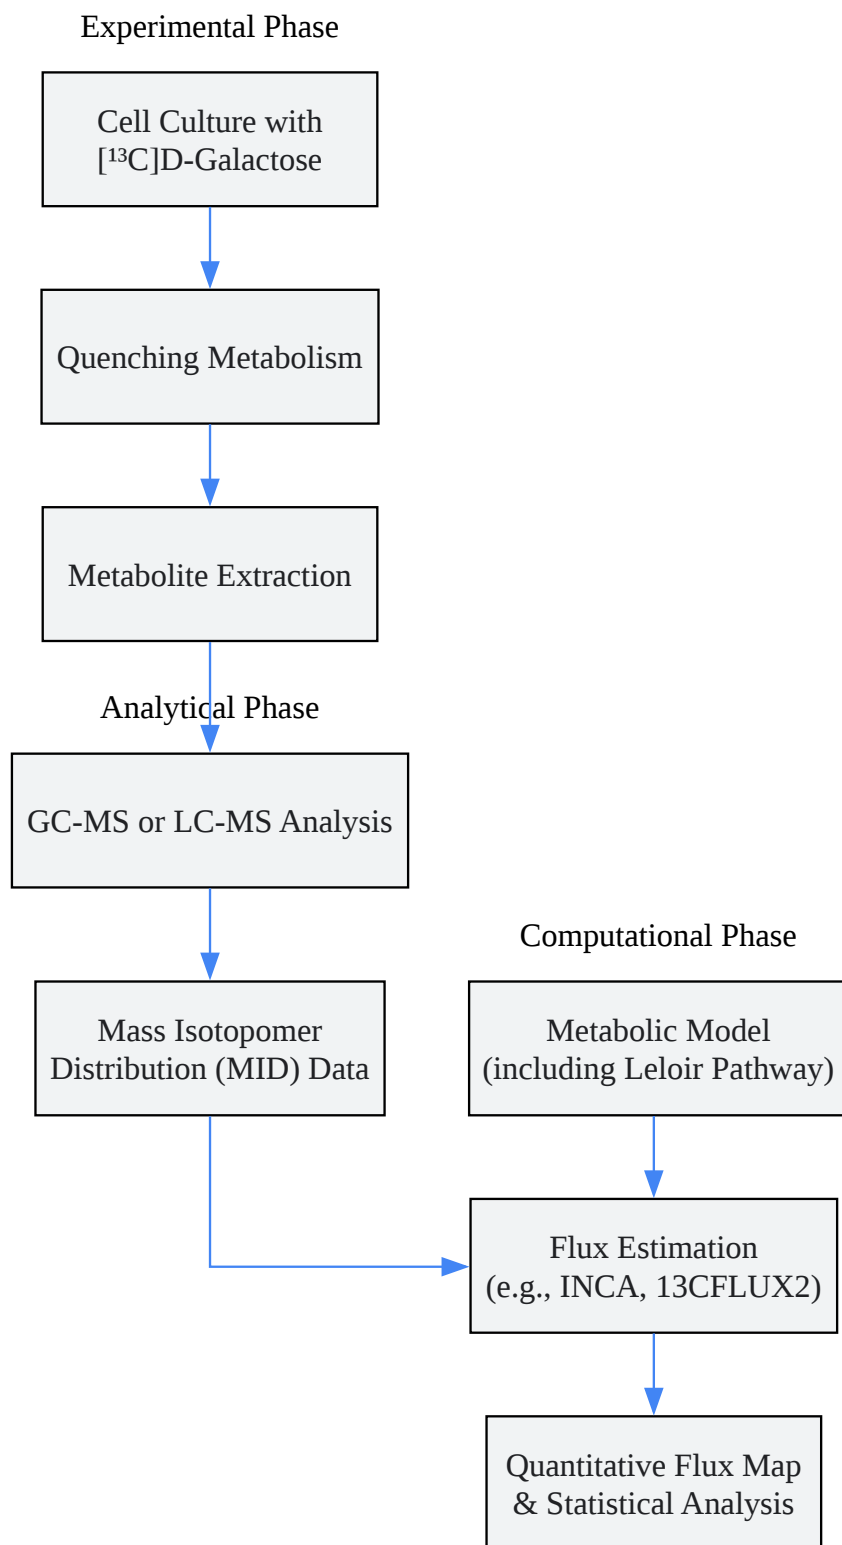 Experimental Phase
Cell Culture with
[¹³C]D-Galactose
Quenching Metabolism
Metabolite Extraction
Analytical Phase
GC-MS or LC-MS Analysis
Mass Isotopomer
Distribution (MID) Data
Computational Phase
Metabolic Model
(including Leloir Pathway)
Flux Estimation
(e.g., INCA, 13CFLUX2)
Quantitative Flux Map
& Statistical Analysis